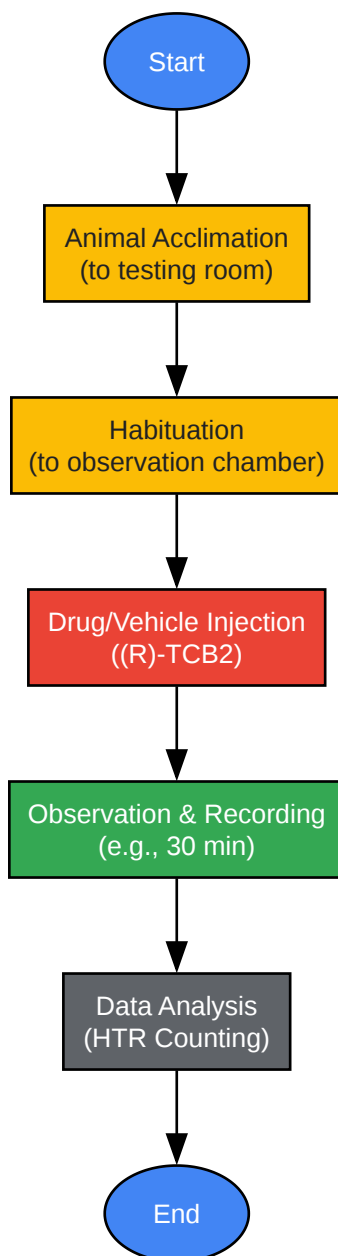 Start
Animal Acclimation
(to testing room)
Habituation
(to observation chamber)
Drug/Vehicle Injection
((R)-TCB2)
Observation & Recording
(e.g., 30 min)
Data Analysis
(HTR Counting)
End